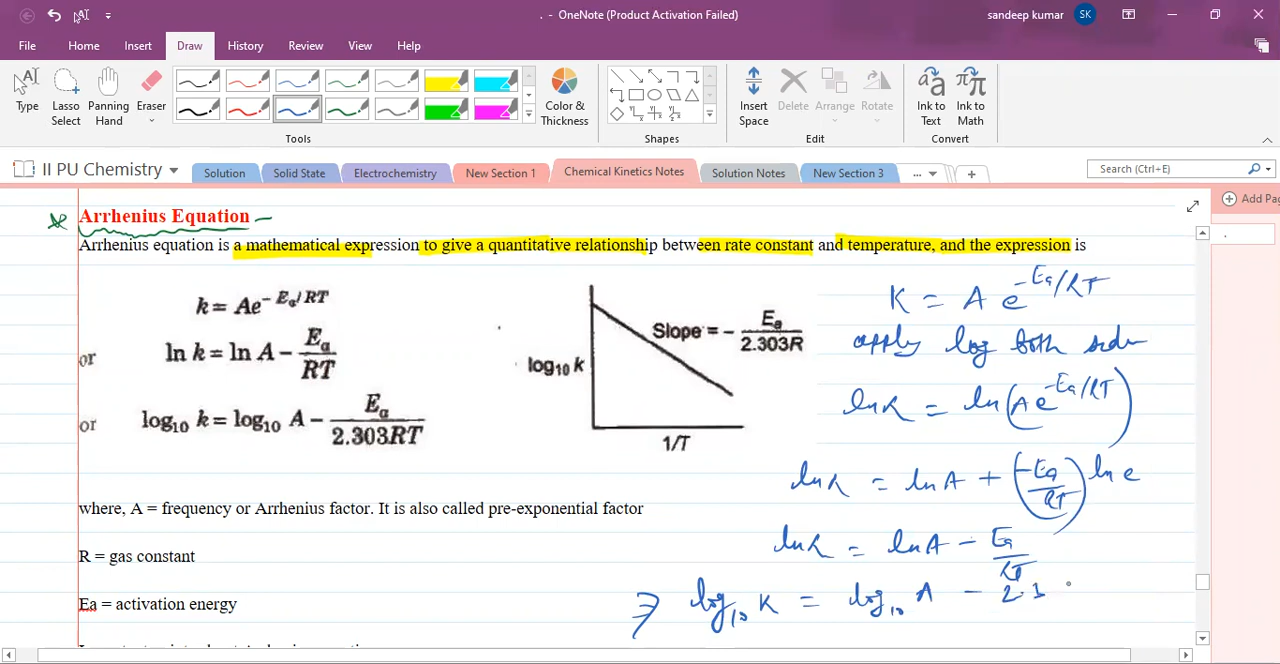 . - OneNote (Product Activation Failed)
sandeep kumar SK
File Home Insert Draw History Review View Help
Type Lasso Select Panning Hand Eraser
Color & Thickness
Insert Space Delete Arrange Rotate
Ink to Text Ink to Math
Tools Shapes Edit Convert
II PU Chemistry Solution Solid State Electrochemistry New Section 1 Chemical Kinetics Notes Solution Notes New Section 3 ... + Search (Ctrl+E)
Add Pag
Arrhenius Equation
Arrhenius equation is a mathematical expression to give a quantitative relationship between rate constant and temperature, and the expression is
k = Ae^{- Ea/RT}
or ln k = ln A - Ea/RT
or log10 k = log10 A - Ea/2.303RT
Slope = - Ea/2.303R
log10 k
1/T
K = A e^{-Ea/RT}
apply log both sides
ln k = ln(A e^{-Ea/RT})
ln k = ln A + (-Ea/RT) ln e
ln k = ln A - Ea/RT
⇒ log10 K = log10 A -
where, A = frequency or Arrhenius factor. It is also called pre-exponential factor
R = gas constant
Ea = activation energy